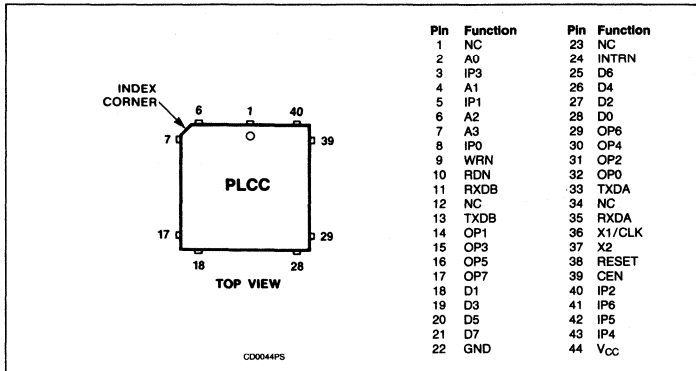 INDEX
CORNER
6 1 40
7 39
PLCC
17 29
18 28
TOP VIEW
CD0044PS
Pin Function
1 NC
2 A0
3 IP3
4 A1
5 IP1
6 A2
7 A3
8 IP0
9 WRN
10 RDN
11 RXDB
12 NC
13 TXDB
14 OP1
15 OP3
16 OP5
17 OP7
18 D1
19 D3
20 D5
21 D7
22 GND
Pin Function
23 NC
24 INTRN
25 D6
26 D4
27 D2
28 D0
29 OP6
30 OP4
31 OP2
32 OP0
33 TXDA
34 NC
35 RXDA
36 X1/CLK
37 X2
38 RESET
39 CEN
40 IP2
41 IP6
42 IP5
43 IP4
44 VCC